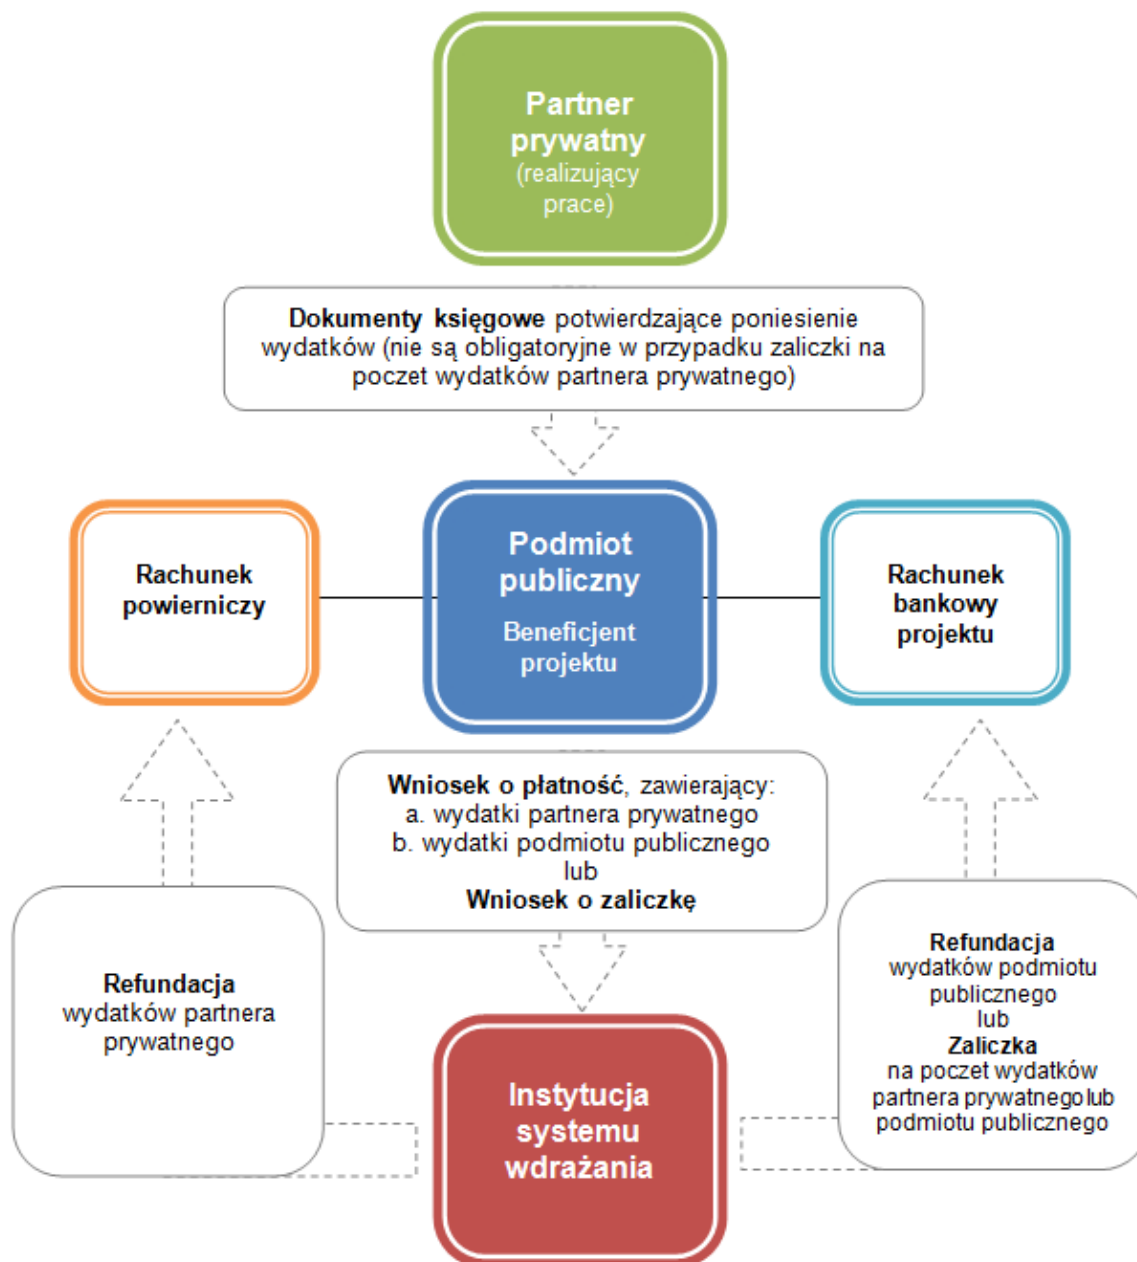 Partner
prywatny
(realizujący
prace)
Dokumenty księgowe potwierdzające poniesienie
wydatków (nie są obligatoryjne w przypadku zaliczki na
poczet wydatków partnera prywatnego)
Rachunek
powierniczy
Podmiot
publiczny
Beneficjent
projektu
Rachunek
bankowy
projektu
Wniosek o płatność, zawierający:
a. wydatki partnera prywatnego
b. wydatki podmiotu publicznego
lub
Wniosek o zaliczkę
Refundacja
wydatków partnera
prywatnego
Refundacja
wydatków podmiotu
publicznego
lub
Zaliczka
na poczet wydatków
partnera prywatnegolub
podmiotu publicznego
Instytucja
systemu
wdrażania